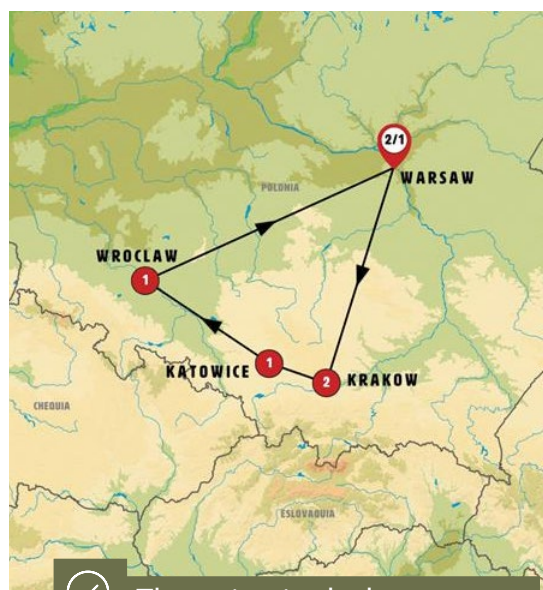 2/1
WARSAW
POLONIA
WROCLAW
1
KATOWICE
1
2
KRAKOW
CHEQUIA
ESLOVAQUIA